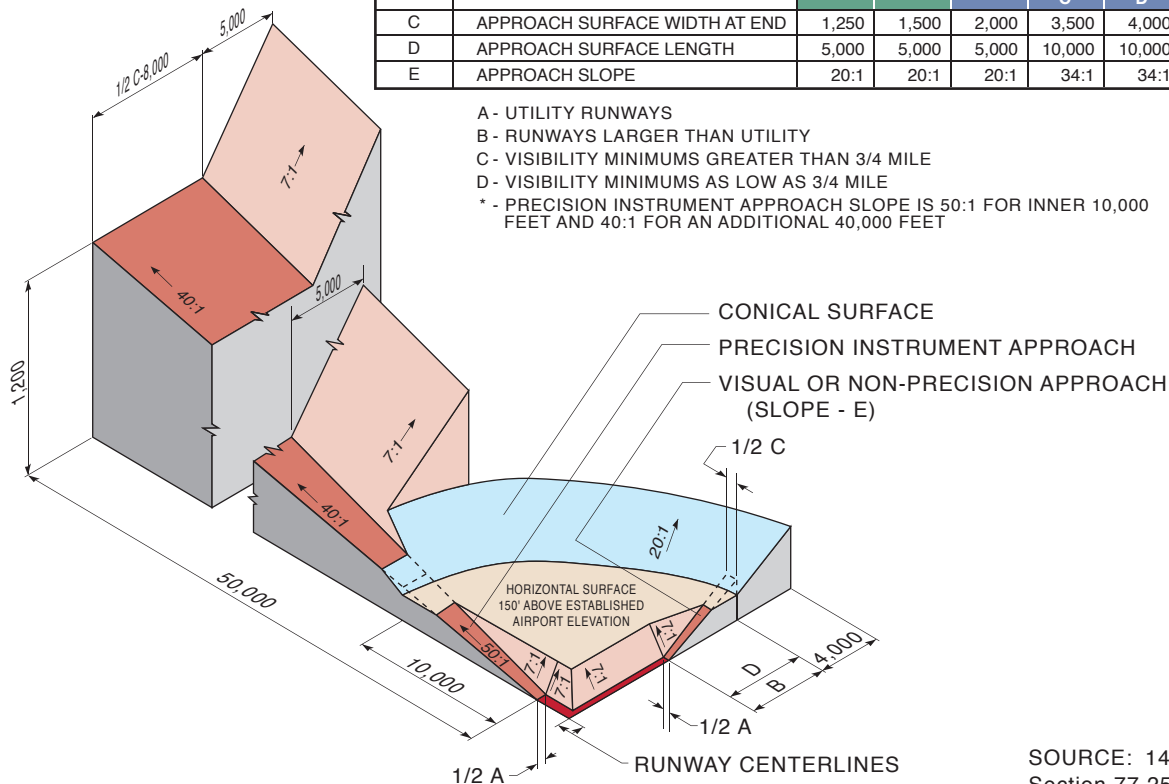 C D
C APPROACH SURFACE WIDTH AT END 1,250 1,500 2,000 3,500 4,000
D APPROACH SURFACE LENGTH 5,000 5,000 5,000 10,000 10,000
E APPROACH SLOPE 20:1 20:1 20:1 34:1 34:1
A - UTILITY RUNWAYS
B - RUNWAYS LARGER THAN UTILITY
C - VISIBILITY MINIMUMS GREATER THAN 3/4 MILE
D - VISIBILITY MINIMUMS AS LOW AS 3/4 MILE
* - PRECISION INSTRUMENT APPROACH SLOPE IS 50:1 FOR INNER 10,000
FEET AND 40:1 FOR AN ADDITIONAL 40,000 FEET
5,000
1/2 C-8,000
7:1
40:1
1,200
5,000
7:1
40:1
CONICAL SURFACE
PRECISION INSTRUMENT APPROACH
VISUAL OR NON-PRECISION APPROACH
(SLOPE - E)
1/2 C
20:1
HORIZONTAL SURFACE
150' ABOVE ESTABLISHED
AIRPORT ELEVATION
50,000
10,000
50:1
7:1
7:1
7:1
7:1
D
B
4,000
1/2 A
1/2 A
RUNWAY CENTERLINES
SOURCE: 14
Section 77.25